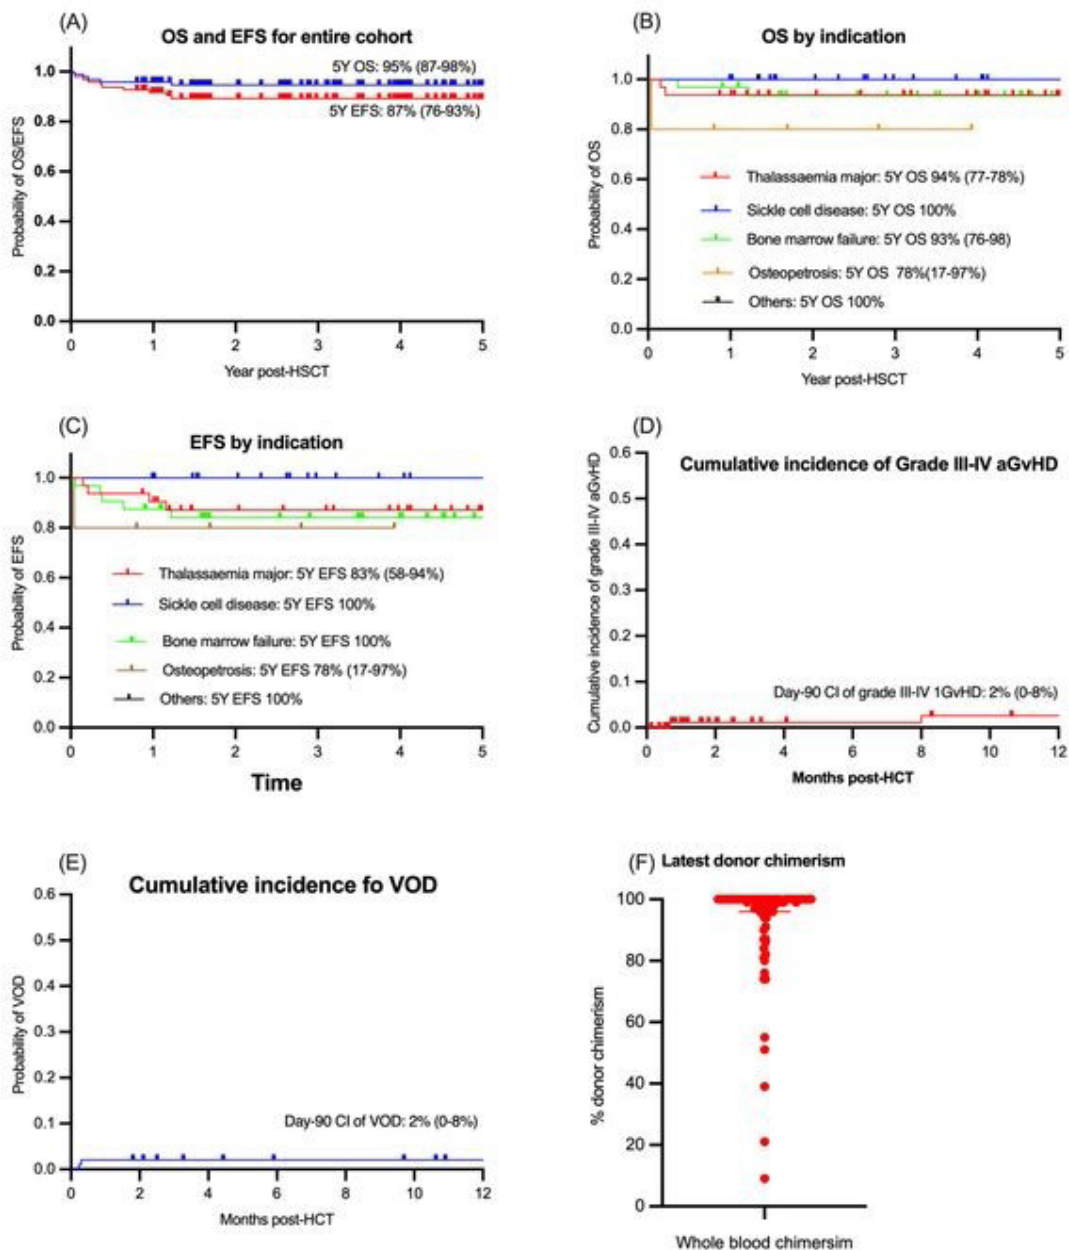 (A)
OS and EFS for entire cohort
5Y OS: 95% (87-98%)
5Y EFS: 87% (76-93%)
Probability of OS/EFS
1.0
0.8
0.6
0.4
0.2
0.0
0 1 2 3 4 5
Year post-HSCT
(B)
OS by indication
Probability of OS
1.0
0.8
0.6
0.4
0.2
0.0
Thalassaemia major: 5Y OS 94% (77-78%)
Sickle cell disease: 5Y OS 100%
Bone marrow failure: 5Y OS 93% (76-98)
Osteopetrosis: 5Y OS 78%(17-97%)
Others: 5Y OS 100%
0 1 2 3 4 5
Year post-HSCT
(C)
EFS by indication
Probability of EFS
1.0
0.8
0.6
0.4
0.2
0.0
Thalassaemia major: 5Y EFS 83% (58-94%)
Sickle cell disease: 5Y EFS 100%
Bone marrow failure: 5Y EFS 100%
Osteopetrosis: 5Y EFS 78% (17-97%)
Others: 5Y EFS 100%
0 1 2 3 4 5
Time
(D)
Cumulative incidence of Grade III-IV aGvHD
Cumulative incidence of grade III-IV aGvHD
0.6
0.5
0.4
0.3
0.2
0.1
0.0
Day-90 CI of grade III-IV 1GvHD: 2% (0-8%)
0 2 4 6 8 10 12
Months post-HCT
(E)
Cumulative incidence fo VOD
Probability of VOD
0.6
0.5
0.4
0.3
0.2
0.1
0.0
Day-90 CI of VOD: 2% (0-8%)
0 2 4 6 8 10 12
Months post-HCT
(F)
Latest donor chimerism
% donor chimerism
100
80
60
40
20
0
Whole blood chimersim